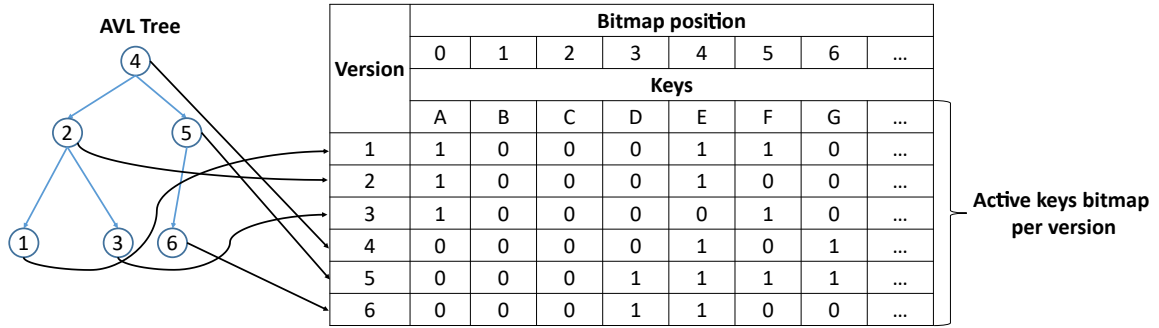 AVL Tree
4
2
5
1
3
6
Version
Bitmap position
0 1 2 3 4 5 6 ...
Keys
A B C D E F G ...
1 1 0 0 0 1 1 0 ...
2 1 0 0 0 1 0 0 ...
3 1 0 0 0 0 1 0 ...
4 0 0 0 0 1 0 1 ...
5 0 0 0 1 1 1 1 ...
6 0 0 0 1 1 0 0 ...
Active keys bitmap
per version